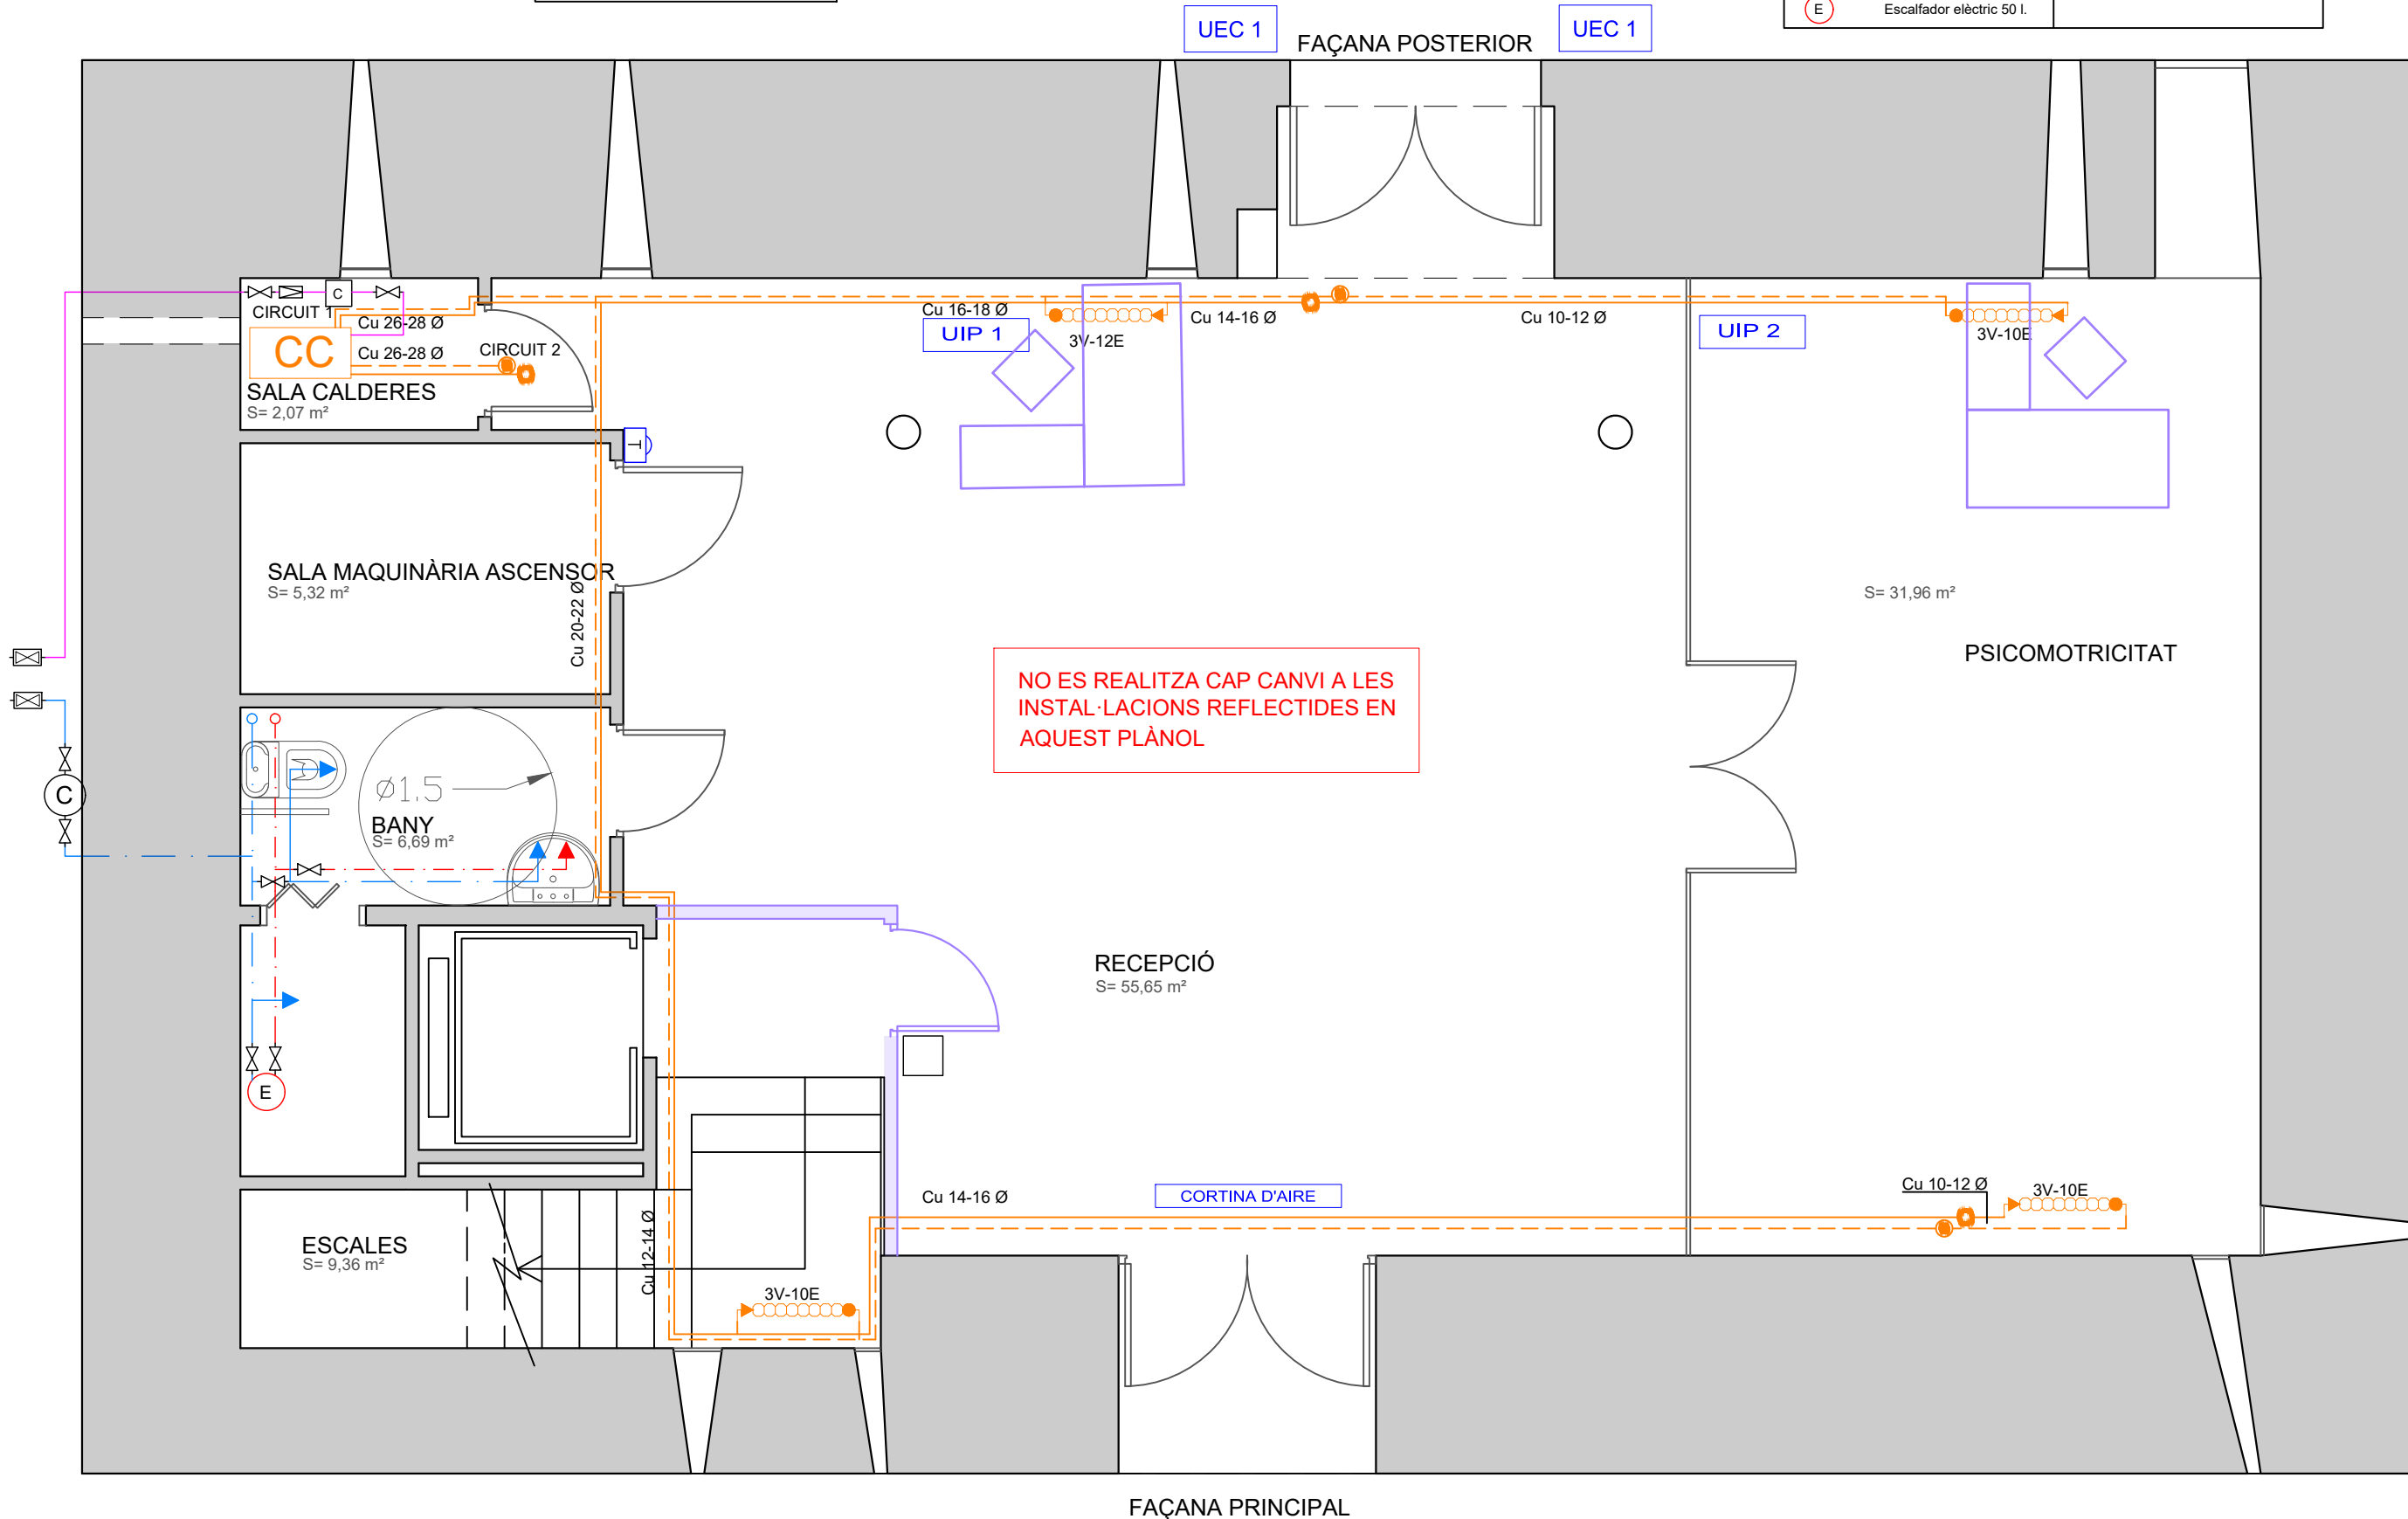 E
Escalfador elèctric 50 l.
UEC 1
FAÇANA POSTERIOR
UEC 1
C
CIRCUIT 1
Cu 26-28 Ø
CC
Cu 26-28 Ø
CIRCUIT 2
SALA CALDERES
S= 2,07 m²
Cu 16-18 Ø
UIP 1
3V-12E
Cu 14-16 Ø
Cu 10-12 Ø
UIP 2
3V-10E
T
SALA MAQUINÀRIA ASCENSOR
S= 5,32 m²
Cu 20-22 Ø
S= 31,96 m²
PSICOMOTRICITAT
NO ES REALITZA CAP CANVI A LES
INSTAL·LACIONS REFLECTIDES EN
AQUEST PLÀNOL
C
Ø1.5
BANY
S= 6,69 m²
RECEPCIÓ
S= 55,65 m²
E
Cu 14-16 Ø
CORTINA D'AIRE
Cu 10-12 Ø
3V-10E
ESCALES
S= 9,36 m²
Cu 12-14 Ø
3V-10E
FAÇANA PRINCIPAL